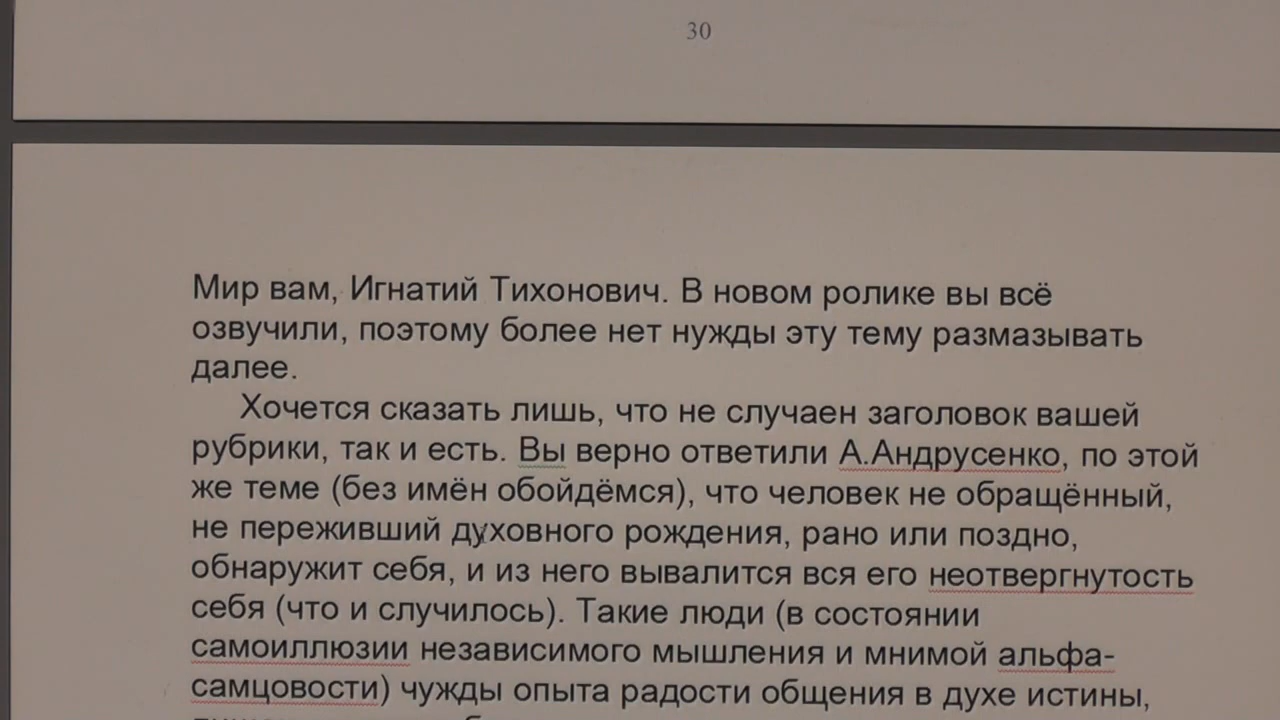 30
Мир вам, Игнатий Тихонович. В новом ролике вы всё
озвучили, поэтому более нет нужды эту тему размазывать
далее.
Хочется сказать лишь, что не случаен заголовок вашей
рубрики, так и есть. Вы верно ответили А.Андрусенко, по этой
же теме (без имён обойдёмся), что человек не обращённый,
не переживший духовного рождения, рано или поздно,
обнаружит себя, и из него вывалится вся его неотвергнутость
себя (что и случилось). Такие люди (в состоянии
самоиллюзии независимого мышления и мнимой альфа-
самцовости) чужды опыта радости общения в духе истины,